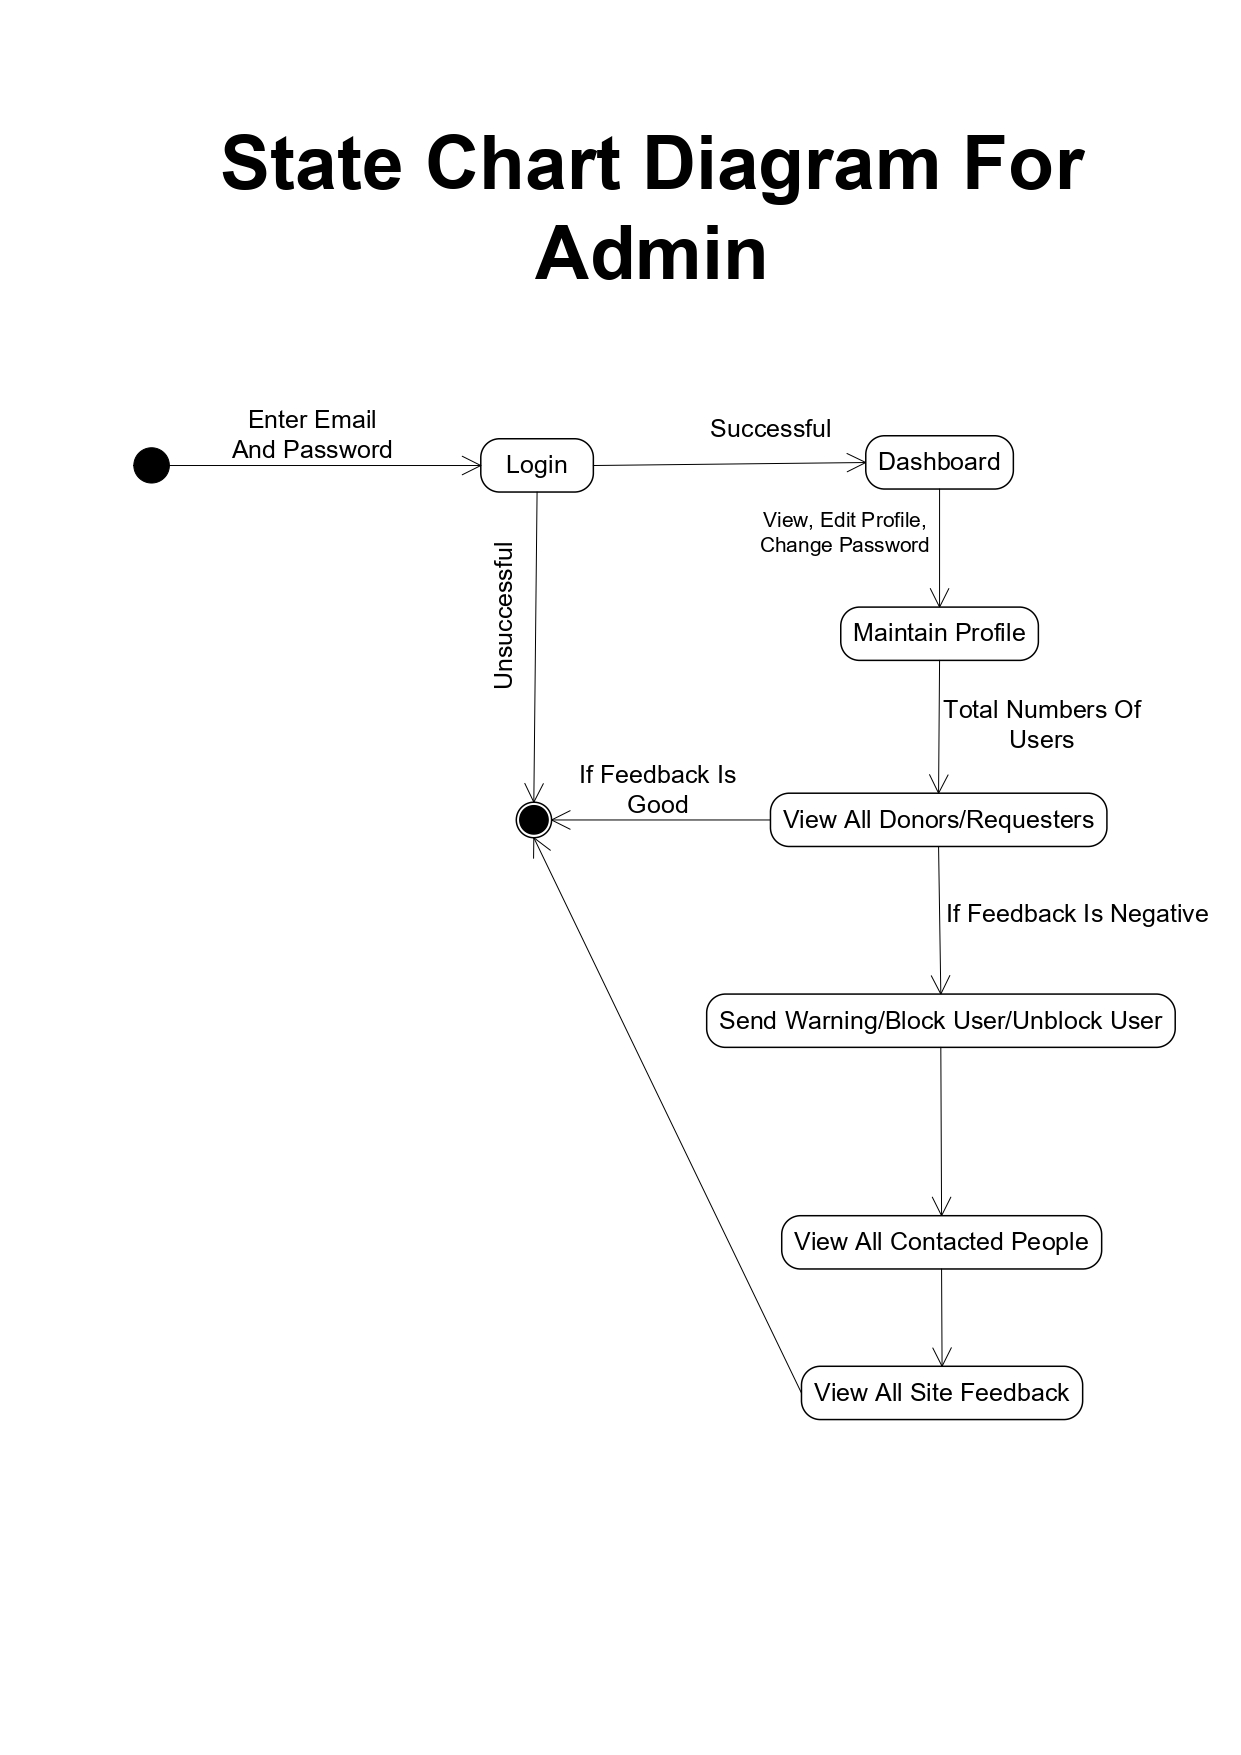 State Chart Diagram For
Admin
Enter Email
And Password
Login
Successful
Dashboard
View, Edit Profile,
Change Password
Unsuccessful
Maintain Profile
Total Numbers Of
Users
If Feedback Is
Good
View All Donors/Requesters
If Feedback Is Negative
Send Warning/Block User/Unblock User
View All Contacted People
View All Site Feedback